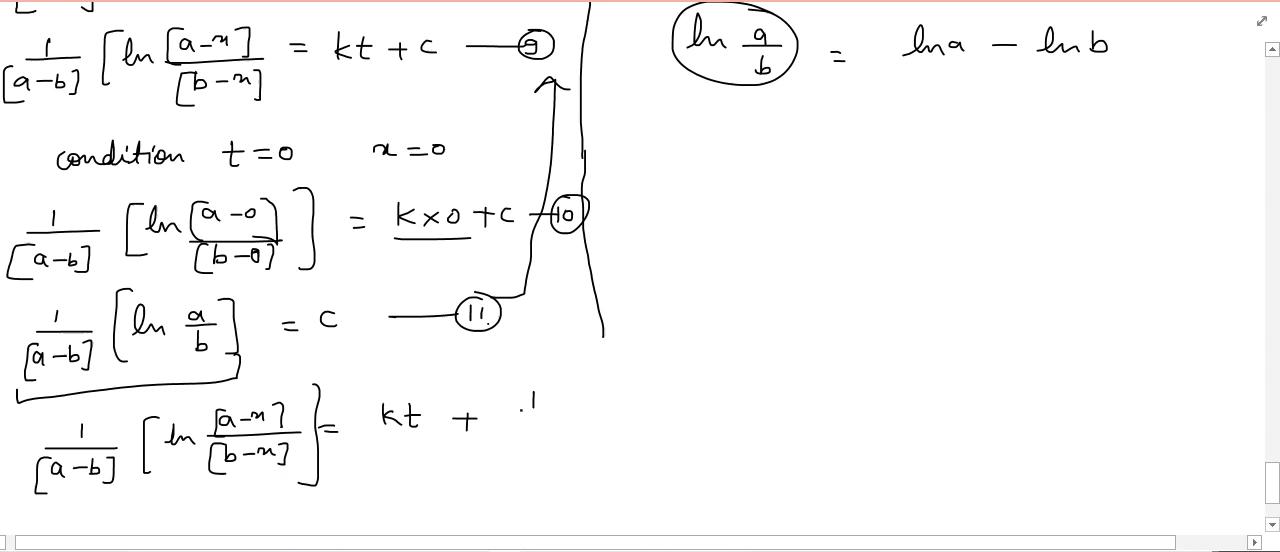 1/[a-b] [ln [a-x]/[b-x] = kt + c — 9
condition t=0 x=0
1/[a-b] [ln [a-0]/[b-0]] = k×0 + c — 10
1/[a-b] [ln a/b] = c — 11
1/[a-b] [ln [a-x]/[b-x]] = kt + 1
ln a/b = ln a - ln b